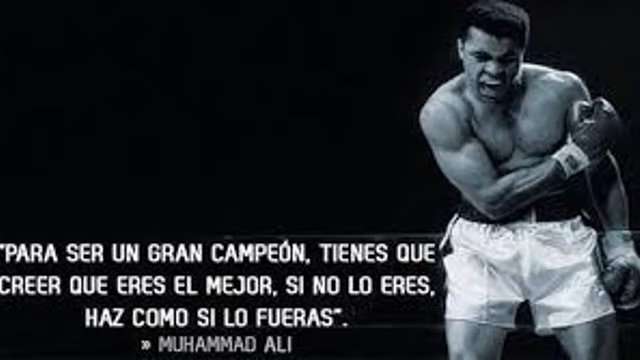 "PARA SER UN GRAN CAMPEÓN, TIENES QUE
CREER QUE ERES EL MEJOR, SI NO LO ERES,
HAZ COMO SI LO FUERAS".
» MUHAMMAD ALI